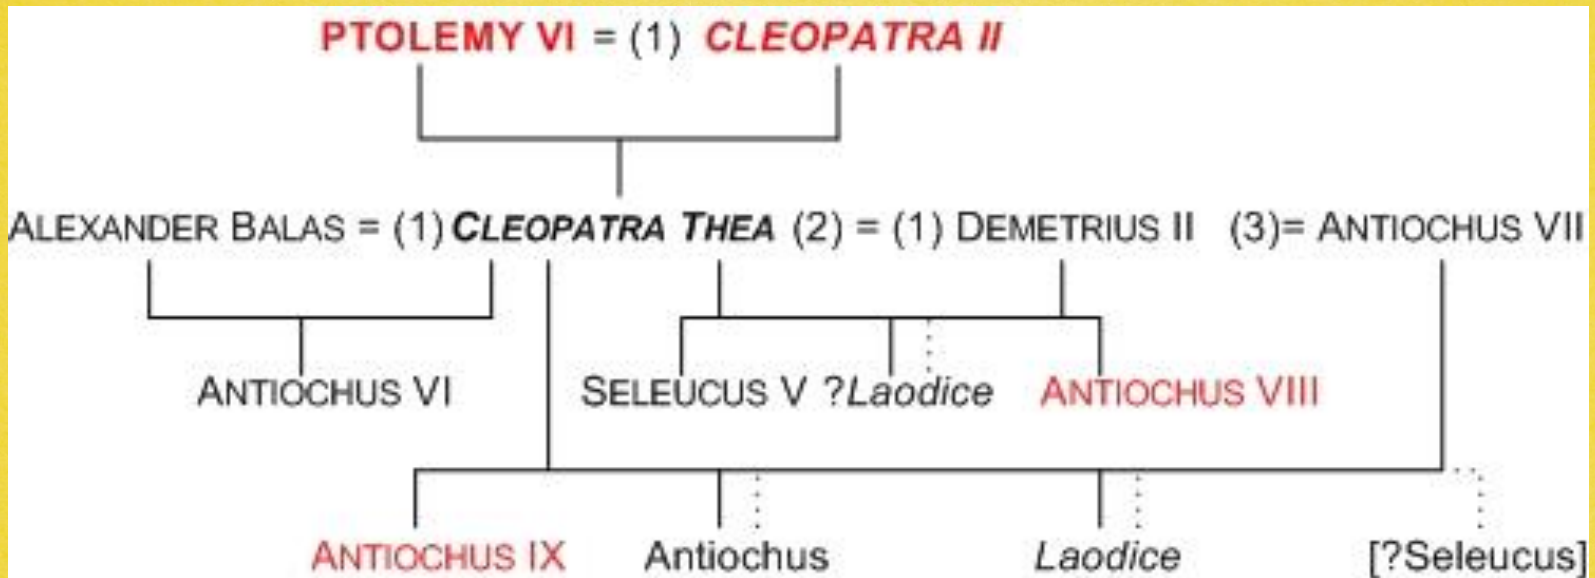 PTOLEMY VI = (1) CLEOPATRA II
ALEXANDER BALAS = (1) CLEOPATRA THEA (2) = (1) DEMETRIUS II (3)= ANTIOCHUS VII
ANTIOCHUS VI SELEUCUS V ?Laodice ANTIOCHUS VIII
ANTIOCHUS IX Antiochus Laodice [?Seleucus]